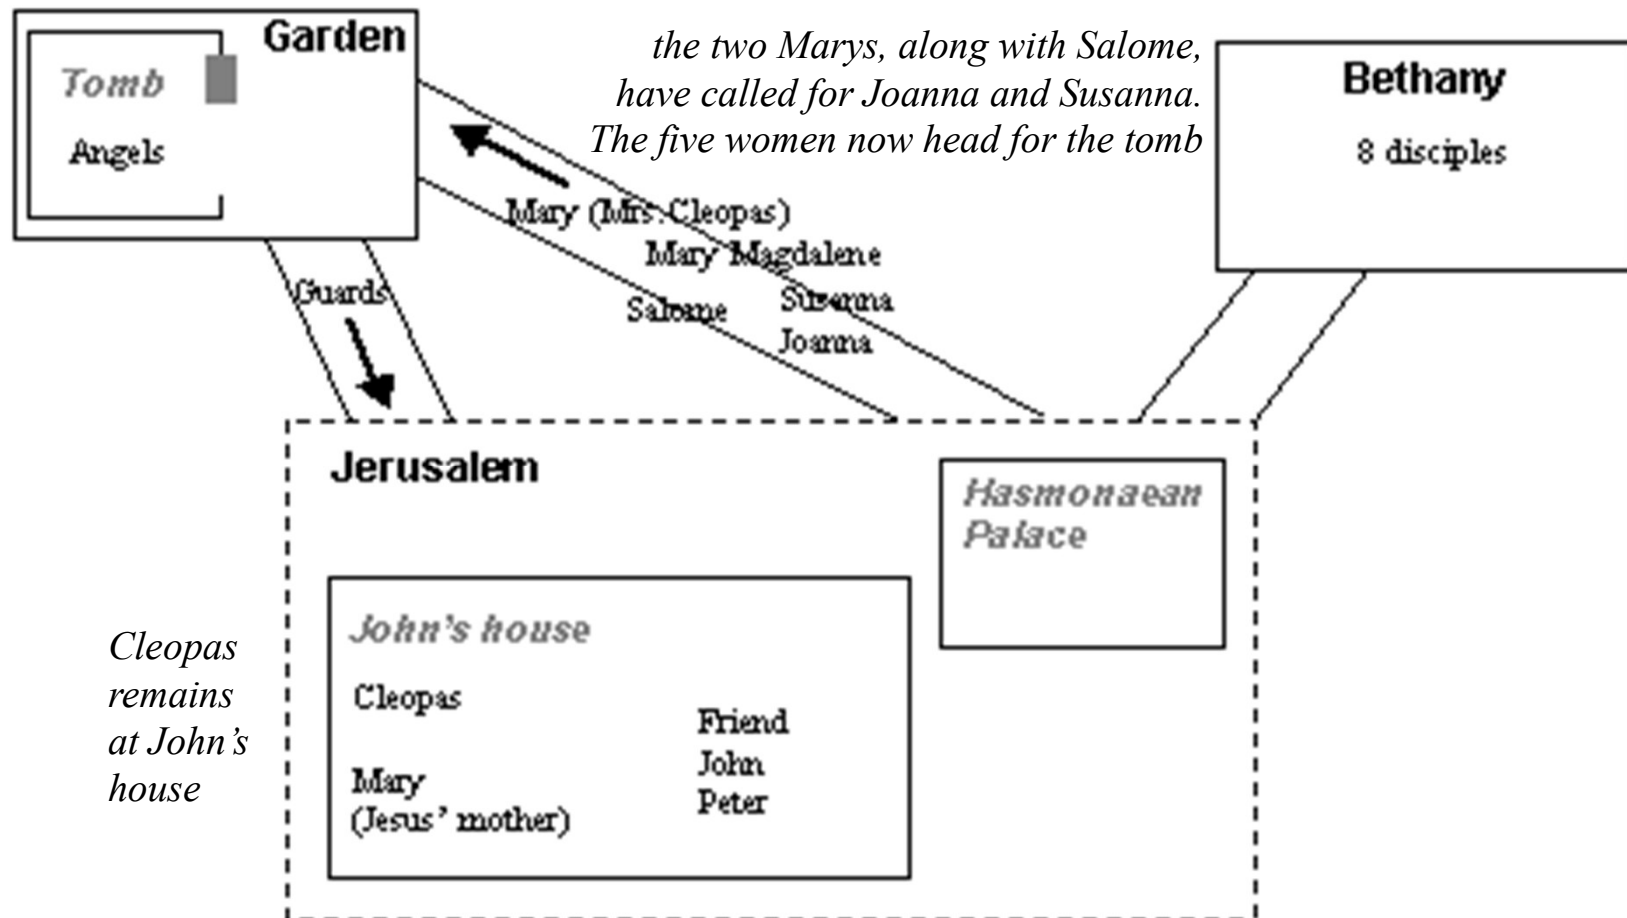 Garden
Tomb
Angels
the two Marys, along with Salome,
have called for Joanna and Susanna.
The five women now head for the tomb
Bethany
8 disciples
Mary (Mrs. Cleopas)
Mary Magdalene
Salome
Susanna
Joanna
Guards
Jerusalem
Hasmonaean
Palace
John's house
Cleopas
Mary
(Jesus' mother)
Friend
John
Peter
Cleopas
remains
at John's
house